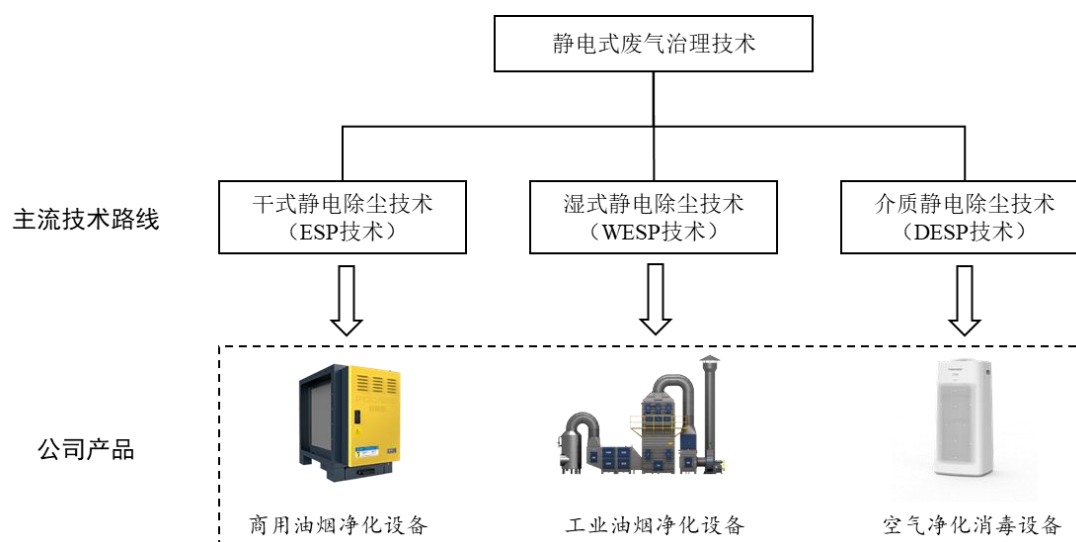 静电式废气治理技术
主流技术路线
干式静电除尘技术
（ESP技术）
湿式静电除尘技术
（WESP技术）
介质静电除尘技术
（DESP技术）
公司产品
商用油烟净化设备
工业油烟净化设备
空气净化消毒设备